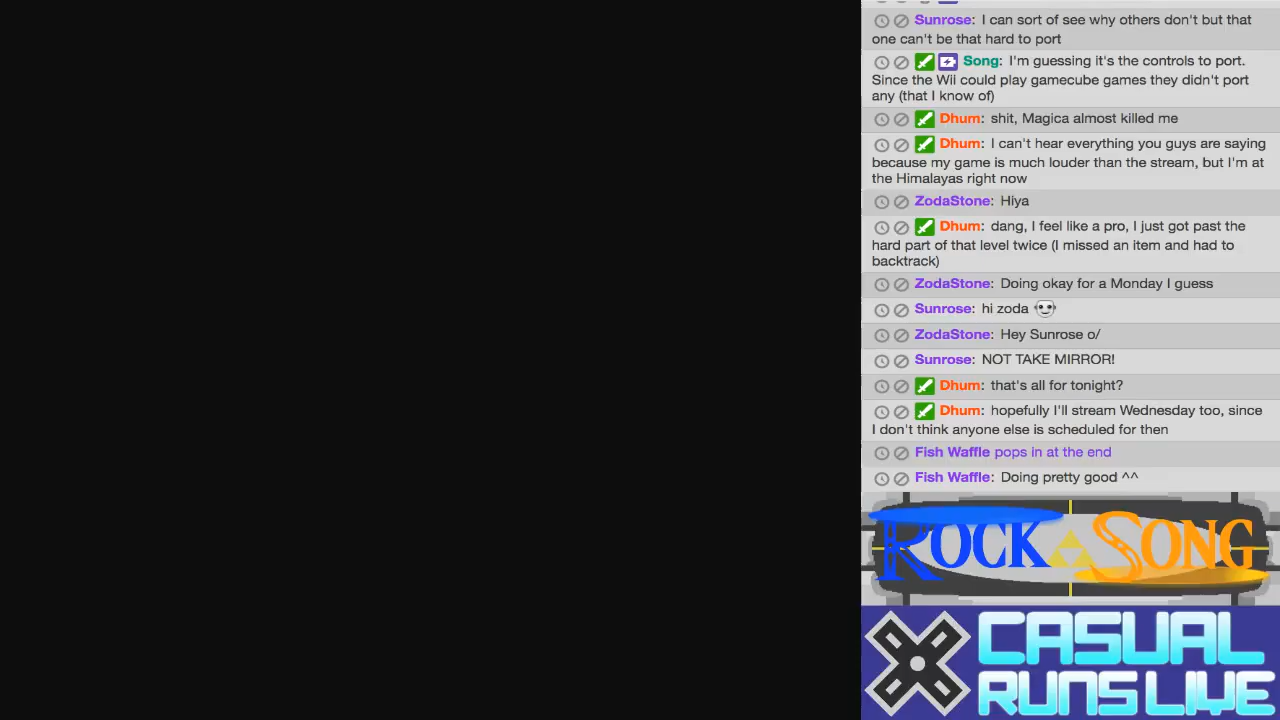 Sunrose: I can sort of see why others don't but that
one can't be that hard to port
Song: I'm guessing it's the controls to port.
Since the Wii could play gamecube games they didn't port
any (that I know of)
Dhum: shit, Magica almost killed me
Dhum: I can't hear everything you guys are saying
because my game is much louder than the stream, but I'm at
the Himalayas right now
ZodaStone: Hiya
Dhum: dang, I feel like a pro, I just got past the
hard part of that level twice (I missed an item and had to
backtrack)
ZodaStone: Doing okay for a Monday I guess
Sunrose: hi zoda
ZodaStone: Hey Sunrose o/
Sunrose: NOT TAKE MIRROR!
Dhum: that's all for tonight?
Dhum: hopefully I'll stream Wednesday too, since
I don't think anyone else is scheduled for then
Fish Waffle pops in at the end
Fish Waffle: Doing pretty good ^^
ROCK SONG
CASUAL
RUNS LIVE